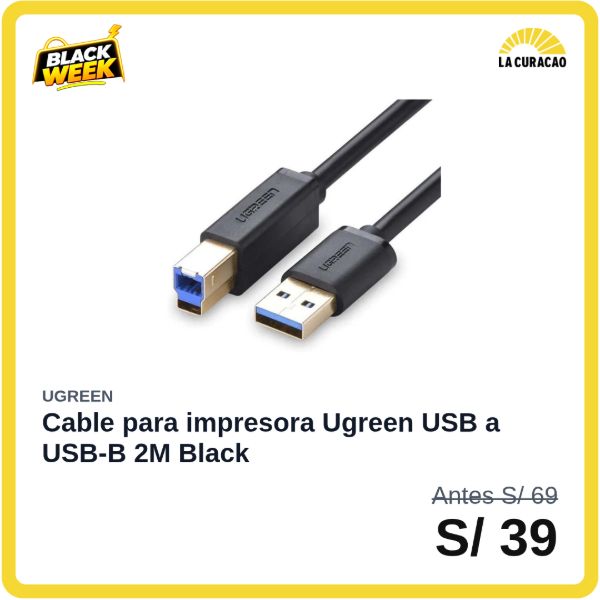 BLACK
WEEK
LA CURACAO
UGREEN
UGREEN
UGREEN
Cable para impresora Ugreen USB a
USB-B 2M Black
Antes S/ 69
S/ 39